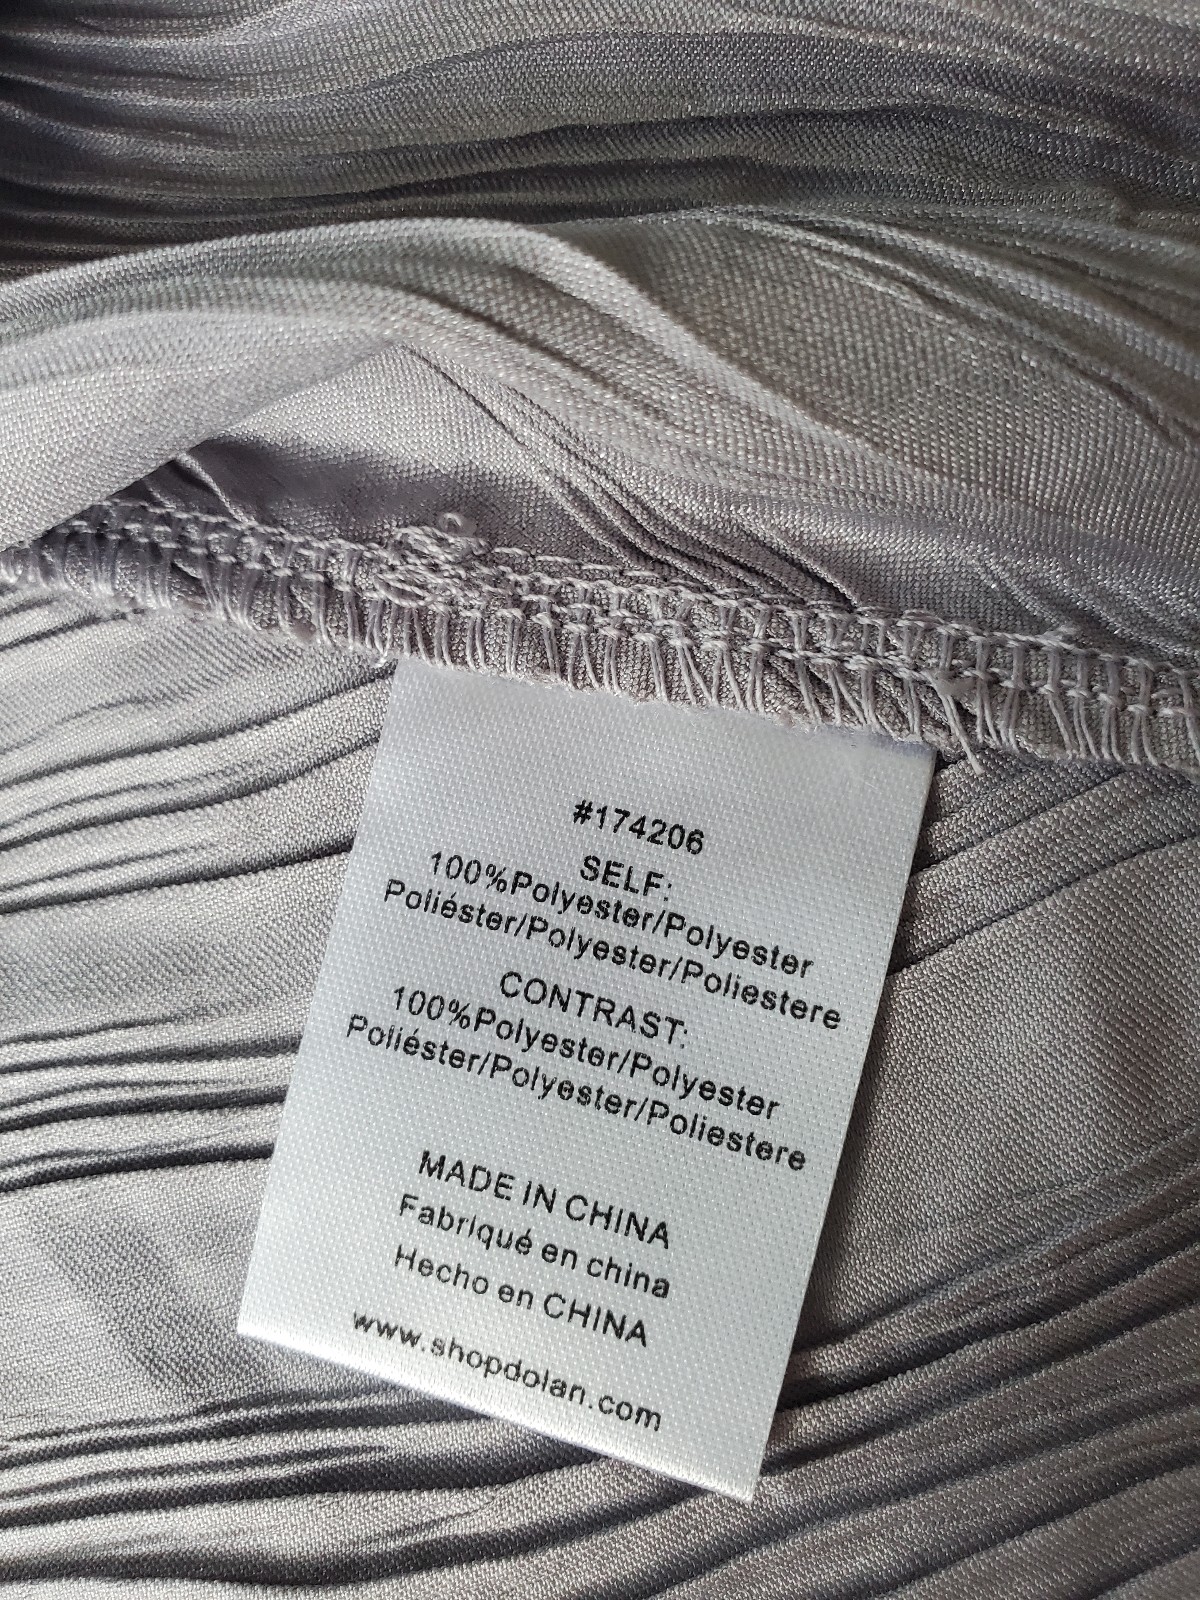 #174206
SELF:
100%Polyester/Polyester
Poliéster/Polyester/Poliestere
CONTRAST:
100%Polyester/Polyester
Poliéster/Polyester/Poliestere
MADE IN CHINA
Fabriqué en china
Hecho en CHINA
www.shopdolan.com